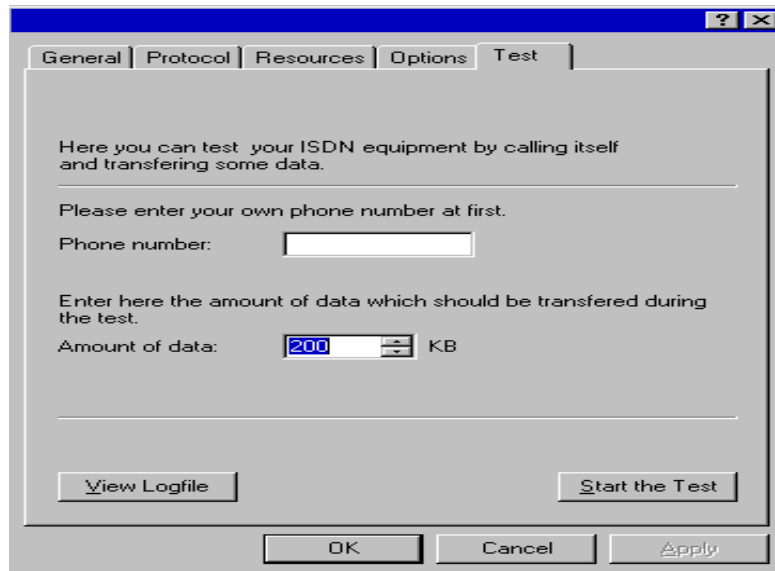 General Protocol Resources Options Test
Here you can test your ISDN equipment by calling itself
and transfering some data.
Please enter your own phone number at first.
Phone number:
Enter here the amount of data which should be transfered during
the test.
Amount of data: 200 KB
View Logfile Start the Test
OK Cancel Apply